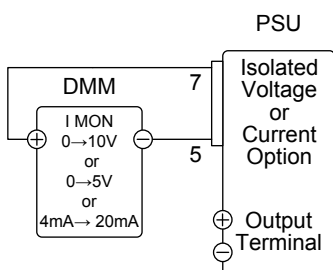 PSU
DMM
7
5
Isolated
Voltage
or
Current
Option
I MON
0→10V
or
0→5V
or
4mA→ 20mA
+
−
+
−
Output
Terminal